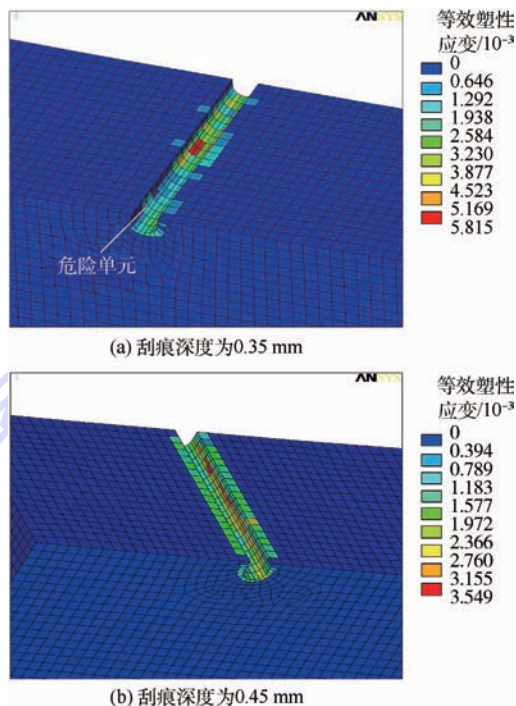 ANSYS
等效塑性
应变/10⁻³
0
0.646
1.292
1.938
2.584
3.230
3.877
4.523
5.169
5.815
危险单元
(a) 刮痕深度为0.35 mm
ANSYS
等效塑性
应变/10⁻³
0
0.394
0.789
1.183
1.577
1.972
2.366
2.760
3.155
3.549
(b) 刮痕深度为0.45 mm